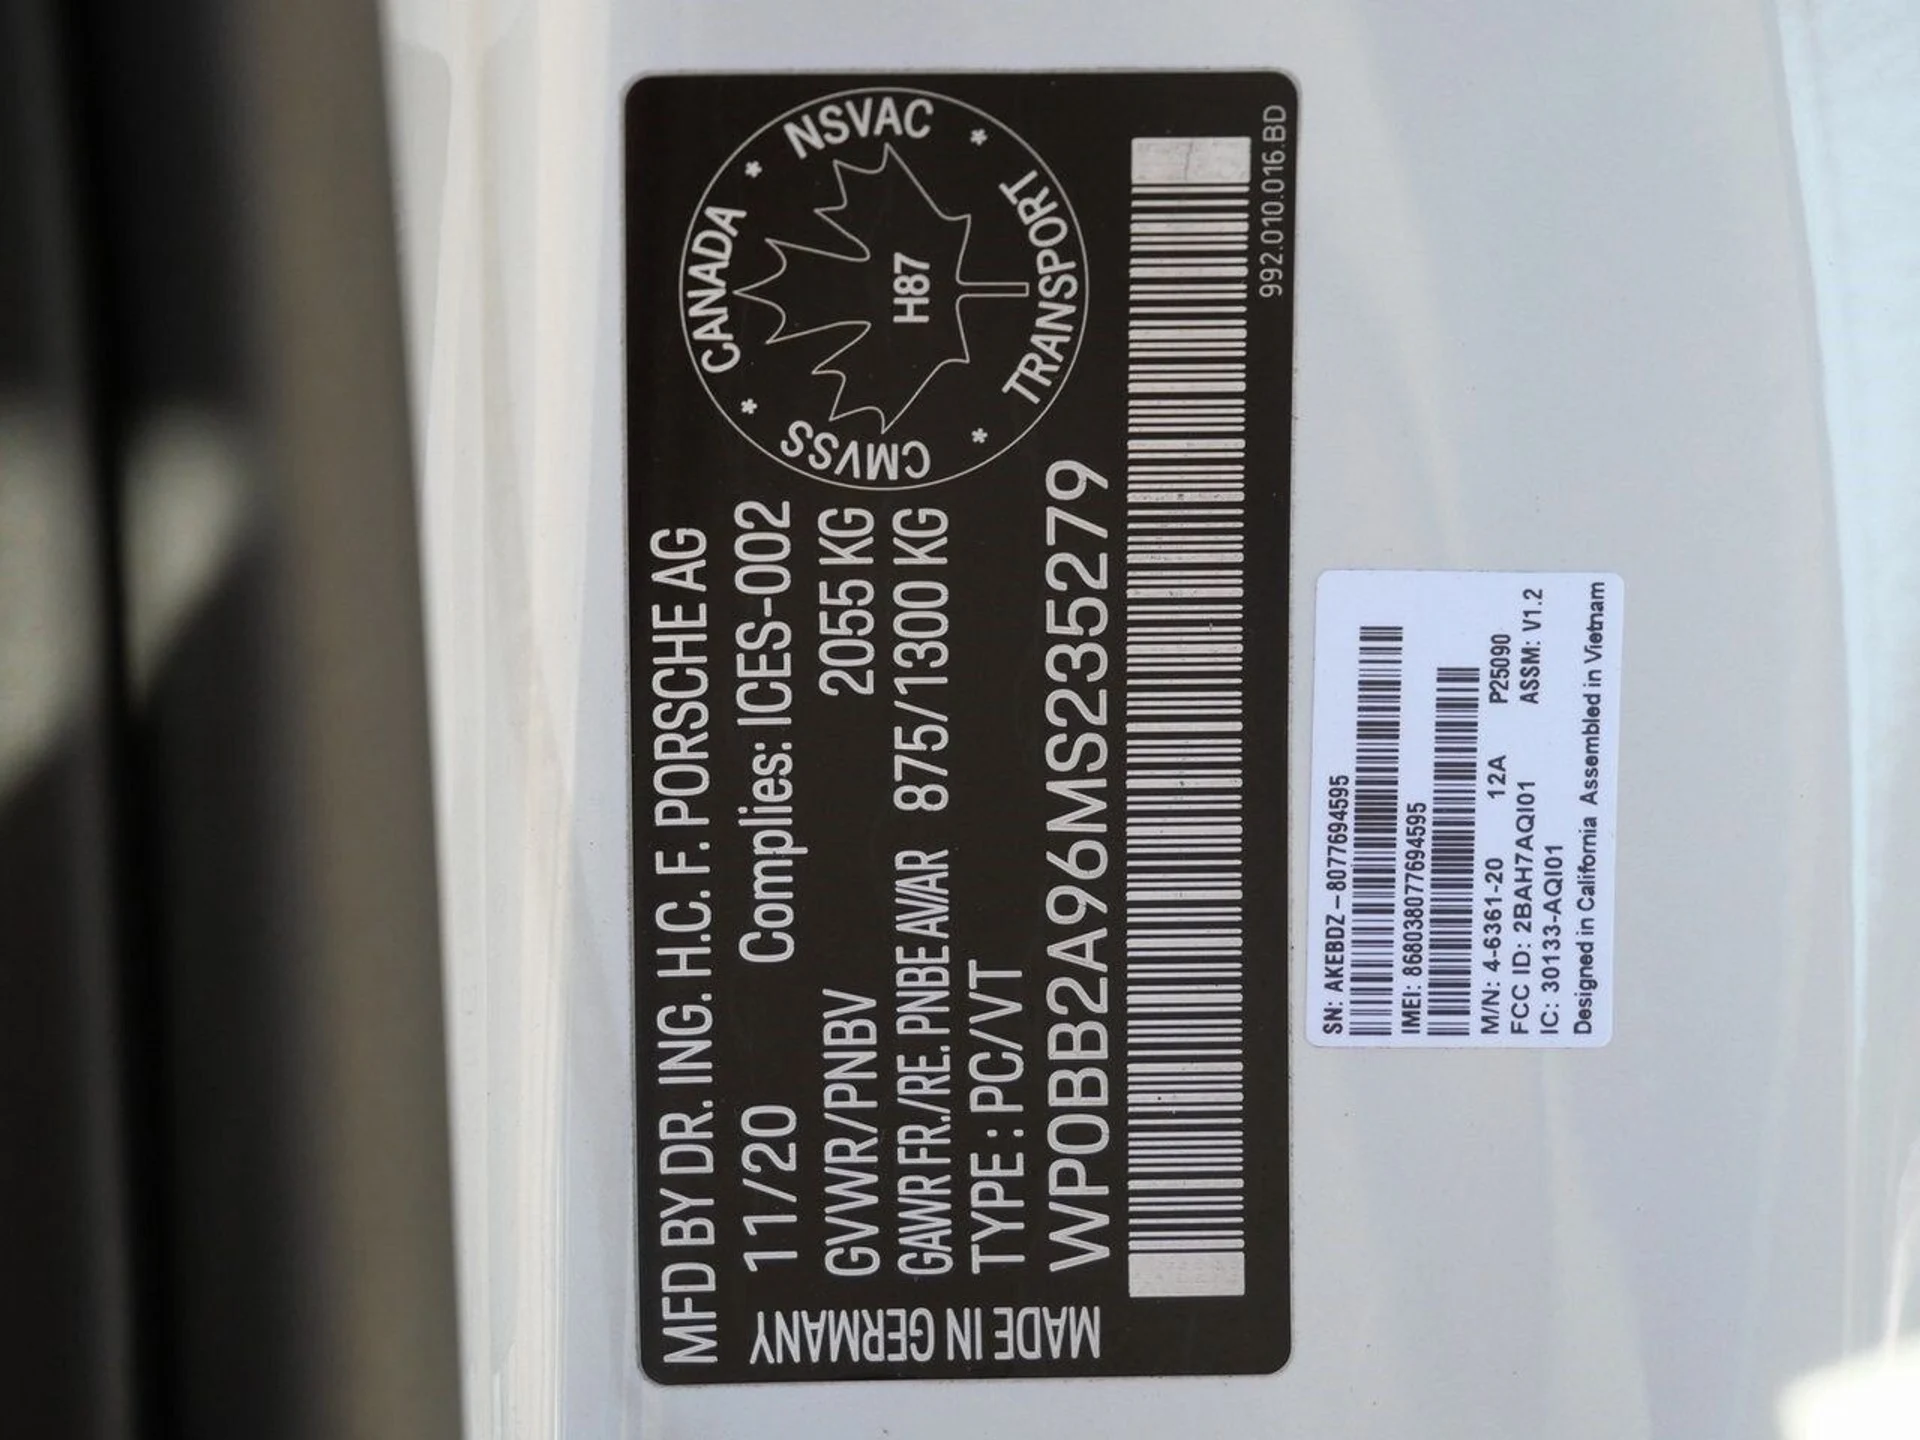 MFD BY DR. ING. H.C. F. PORSCHE AG
11/20 Complies: ICES-002
GVWR/PNBV 2055 KG
GAWR FR./RE. PNBE AV/AR 875/1300 KG
TYPE : PC/VT
WP0BB2A96MS235279
MADE IN GERMANY
CANADA * NSVAC * TRANSPORT * CMVSS *
H87
992.010.016.BD
SN: AKEBDZ – 8077694595
IMEI: 868038077694595
M/N: 4-6361-20 12A P25090
FCC ID: 2BAH7AQI01 ASSM: V1.2
IC: 30133-AQI01
Designed in California Assembled in Vietnam